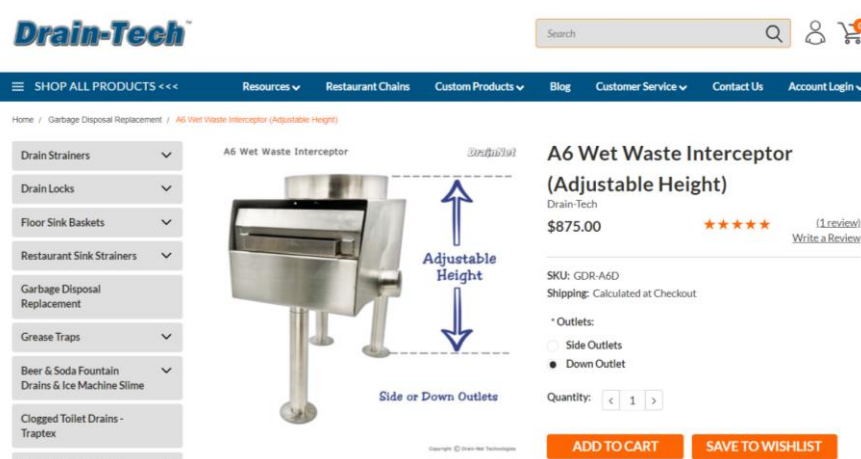 Drain-Tech™
Search
SHOP ALL PRODUCTS <<<
Resources
Restaurant Chains
Custom Products
Blog
Customer Service
Contact Us
Account Login
Home / Garbage Disposal Replacement / A6 Wet Waste Interceptor (Adjustable Height)
Drain Strainers
Drain Locks
Floor Sink Baskets
Restaurant Sink Strainers
Garbage Disposal
Replacement
Grease Traps
Beer & Soda Fountain
Drains & Ice Machine Slime
Clogged Toilet Drains -
Traptex
A6 Wet Waste Interceptor
DrainNet
Adjustable
Height
Side or Down Outlets
Copyright © Drain-Net Technologies
A6 Wet Waste Interceptor
(Adjustable Height)
Drain-Tech
$875.00
(1 review)
Write a Review
SKU: GDR-A6D
Shipping: Calculated at Checkout
* Outlets:
Side Outlets
Down Outlet
Quantity:
< 1 >
ADD TO CART
SAVE TO WISHLIST